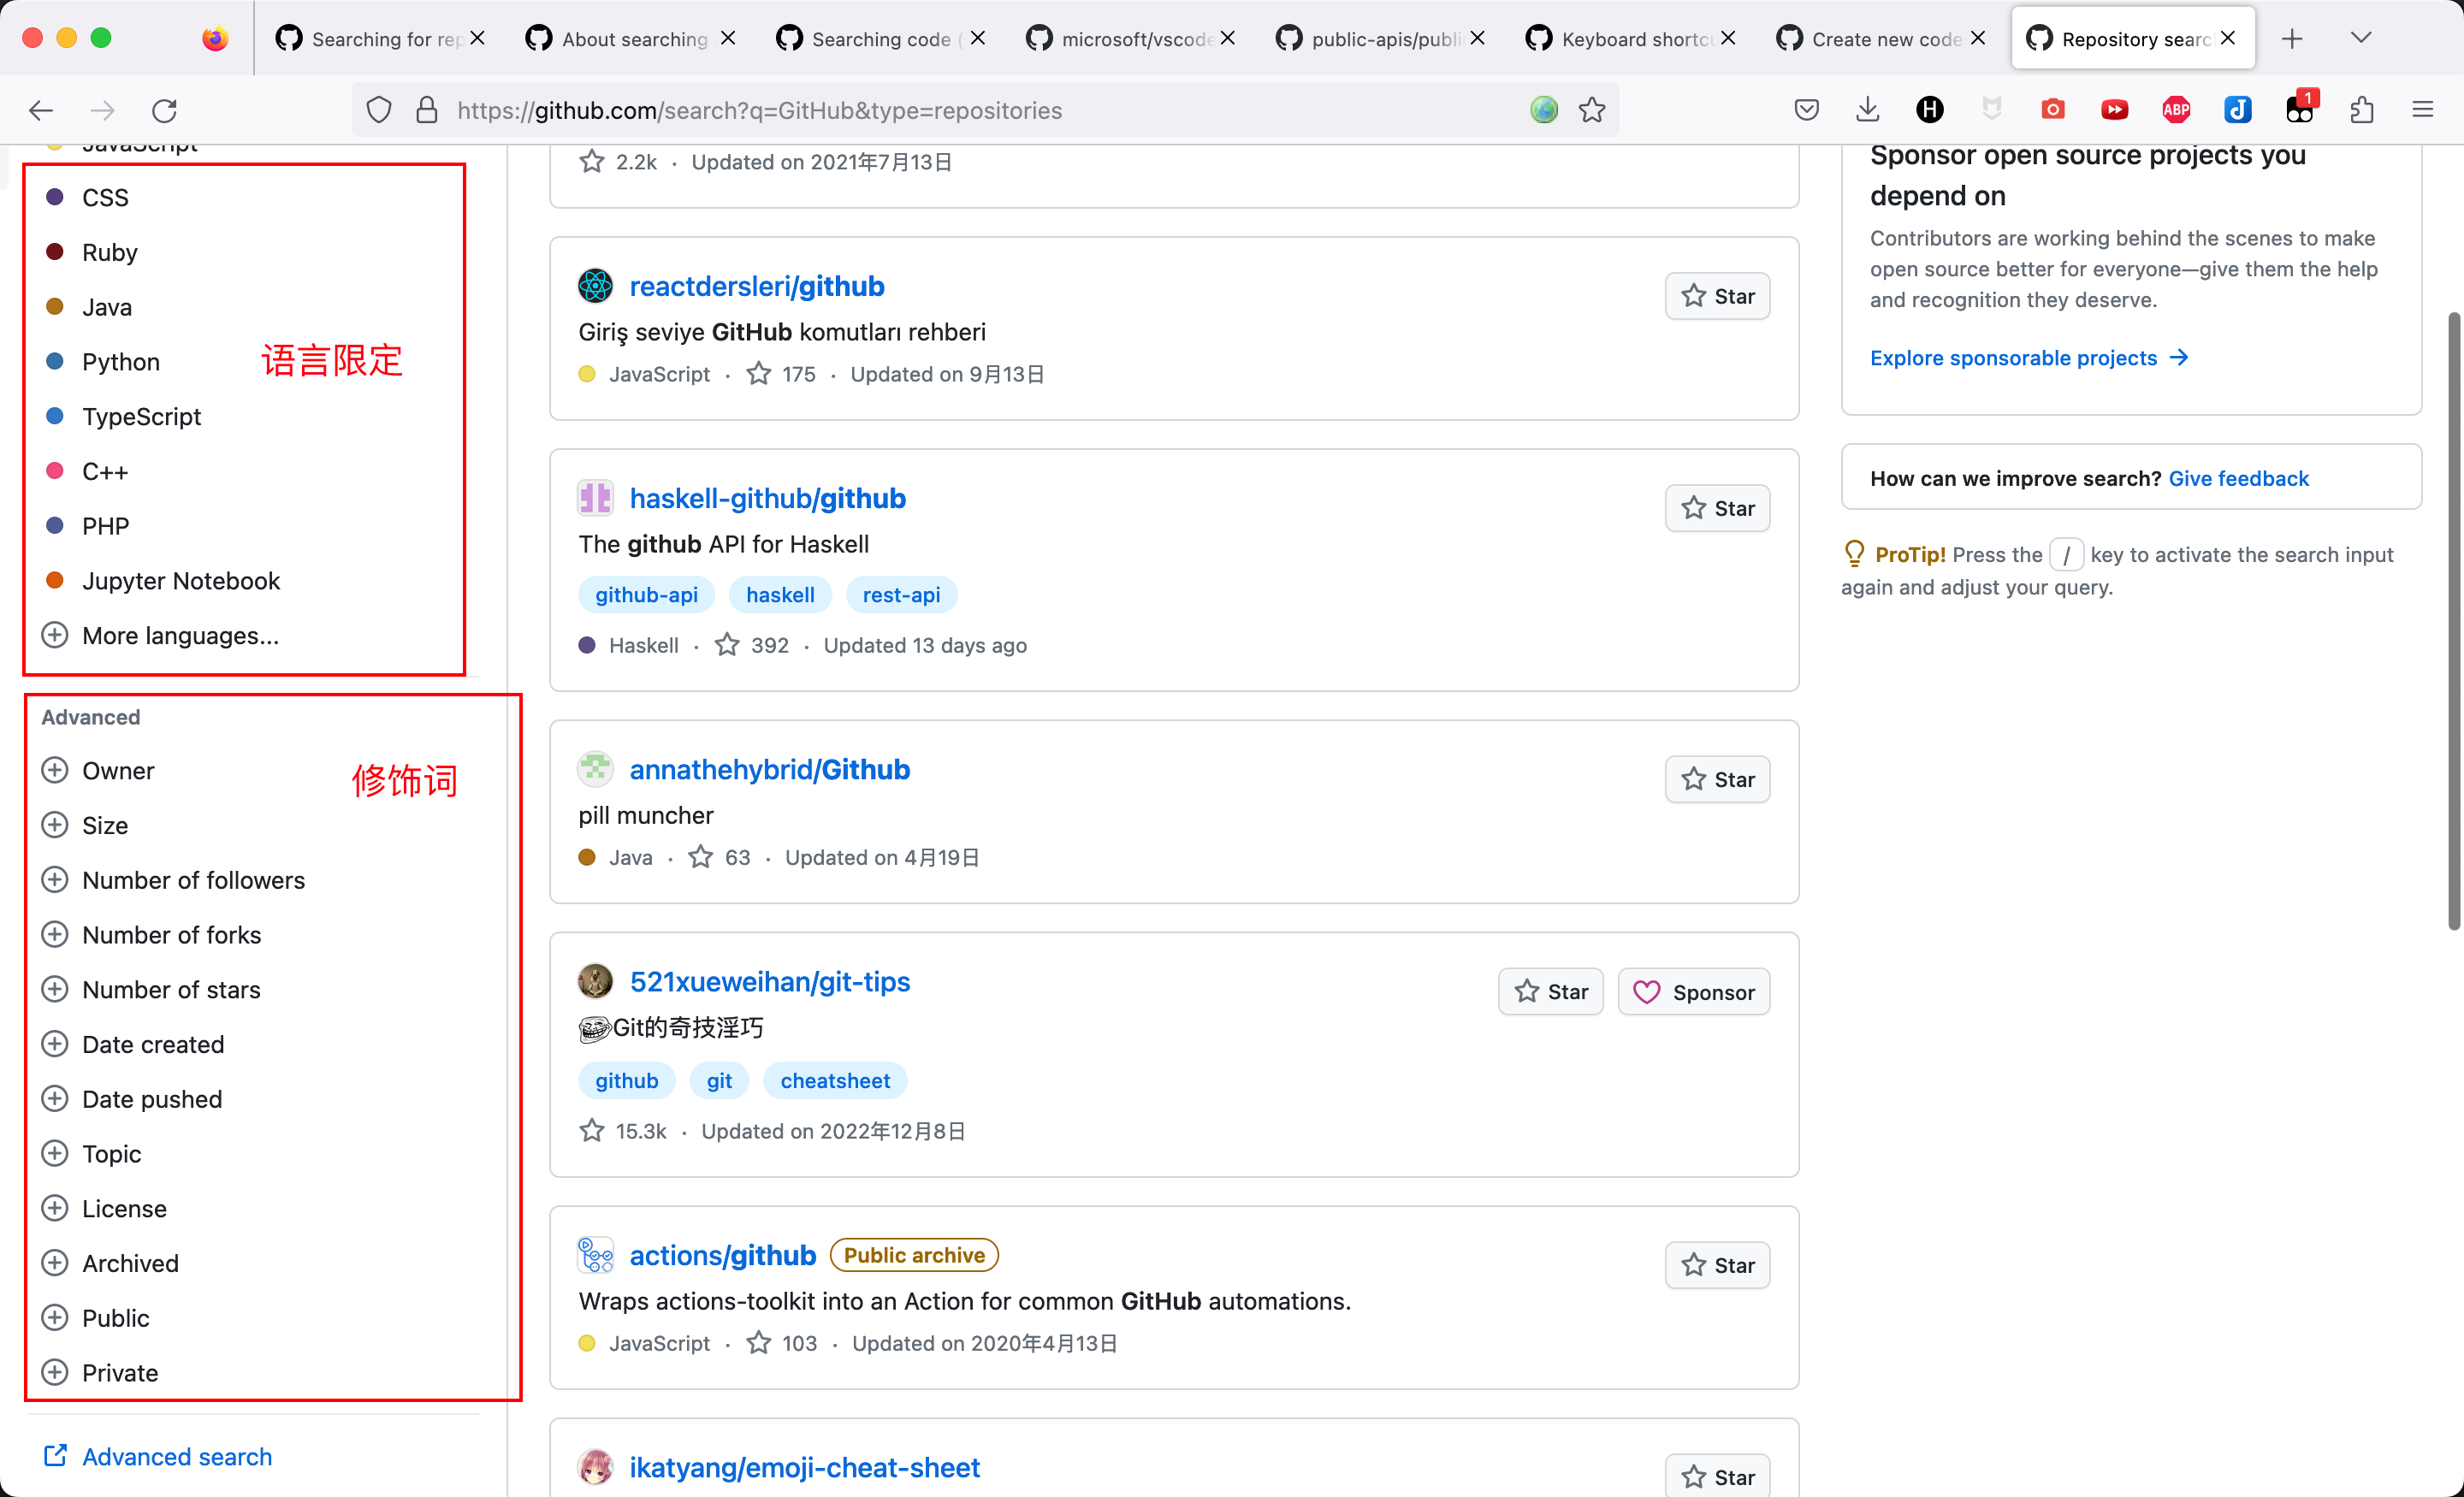 Searching for rep
About searching
Searching code (
microsoft/vscode
public-apis/publi
Keyboard shortcu
Create new code
Repository searc
https://github.com/search?q=GitHub&type=repositories
ABP
1
JavaScript
CSS
Ruby
Java
Python
语言限定
TypeScript
C++
PHP
Jupyter Notebook
More languages...
Advanced
Owner
修饰词
Size
Number of followers
Number of forks
Number of stars
Date created
Date pushed
Topic
License
Archived
Public
Private
Advanced search
2.2k · Updated on 2021年7月13日
reactdersleri/github
Star
Giriş seviye GitHub komutları rehberi
JavaScript · 175 · Updated on 9月13日
haskell-github/github
Star
The github API for Haskell
github-api haskell rest-api
Haskell · 392 · Updated 13 days ago
annathehybrid/Github
Star
pill muncher
Java · 63 · Updated on 4月19日
521xueweihan/git-tips
Star
Sponsor
Git的奇技淫巧
github git cheatsheet
15.3k · Updated on 2022年12月8日
actions/github Public archive
Star
Wraps actions-toolkit into an Action for common GitHub automations.
JavaScript · 103 · Updated on 2020年4月13日
ikatyang/emoji-cheat-sheet
Star
Sponsor open source projects you
depend on
Contributors are working behind the scenes to make
open source better for everyone—give them the help
and recognition they deserve.
Explore sponsorable projects →
How can we improve search? Give feedback
ProTip! Press the / key to activate the search input
again and adjust your query.